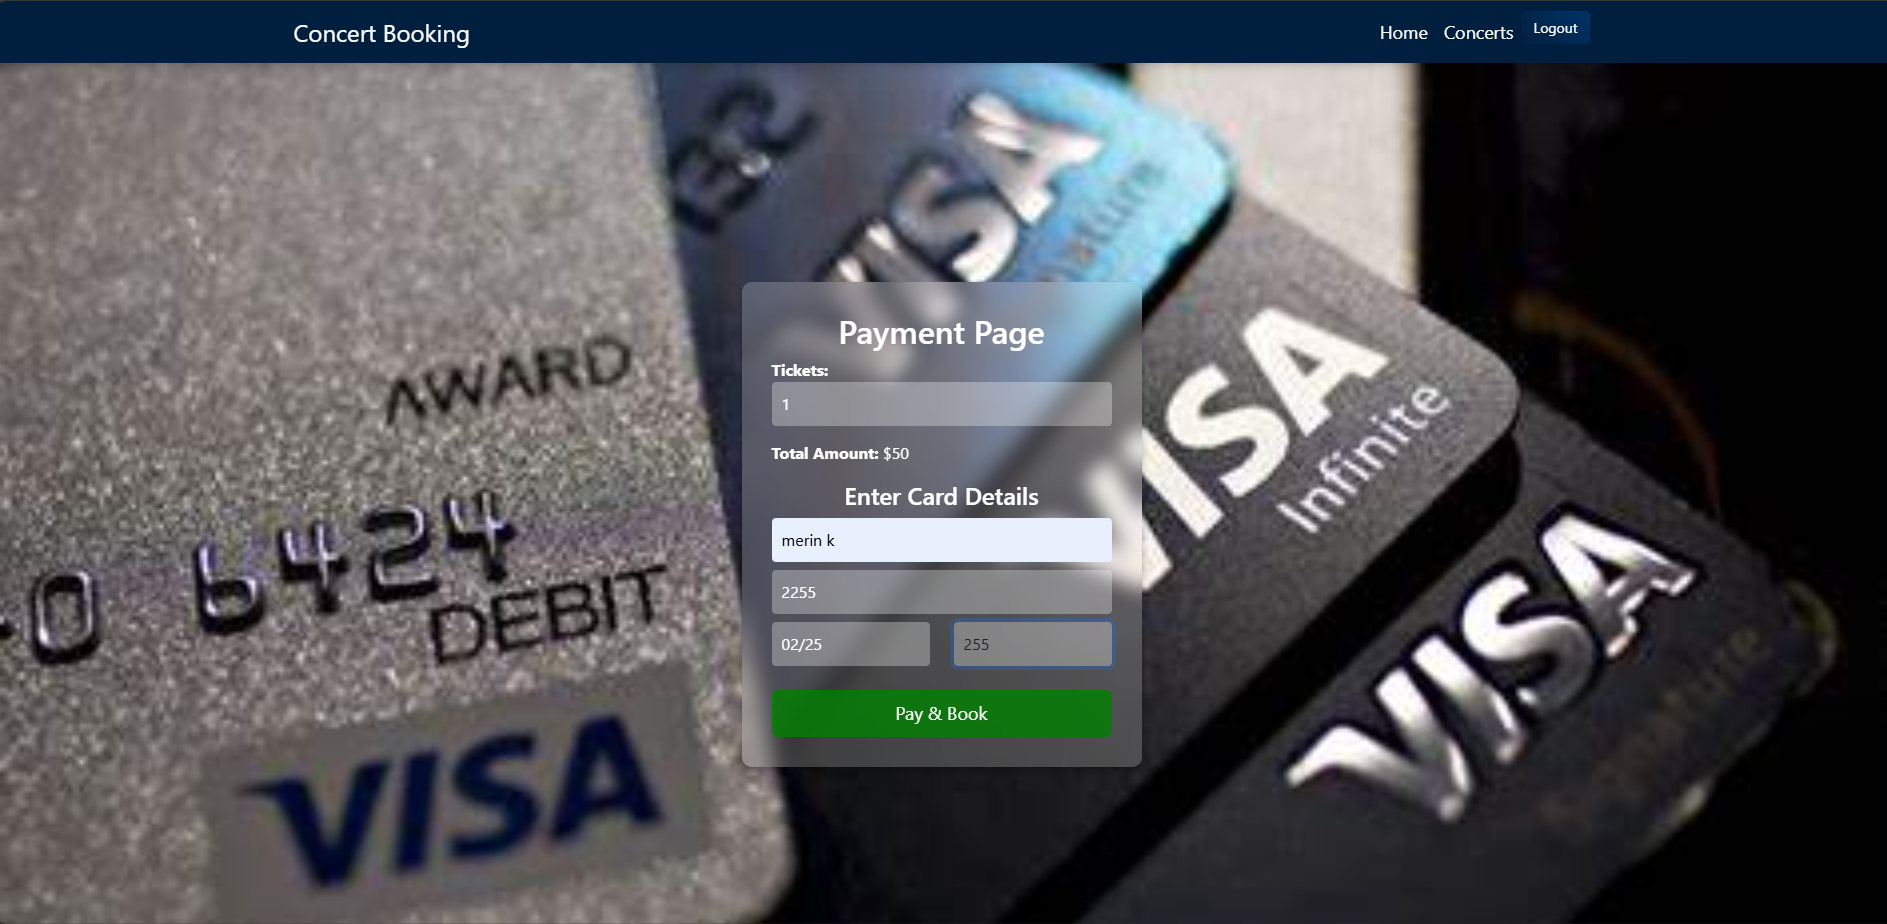 Concert Booking
Home Concerts Logout
VISA
VISA
Infinite
AWARD
0 6424
DEBIT
VISA
VISA
Payment Page
Tickets:
1
Total Amount: $50
Enter Card Details
merin k
2255
02/25 255
Pay & Book